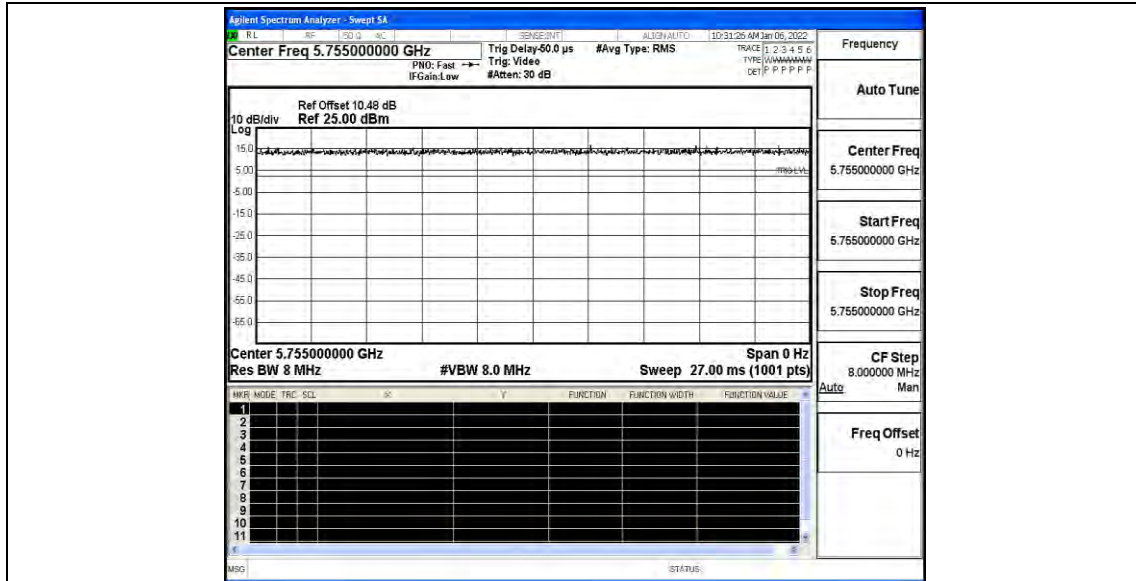 Agilent Spectrum Analyzer - Swept SA
RL RF 50 Ω AC SENSE:INT ALIGN AUTO 10:31:26 AM Jan 06, 2022
Center Freq 5.755000000 GHz
Trig Delay-50.0 µs #Avg Type: RMS TRACE 1 2 3 4 5 6
PNO: Fast Trig: Video TYPE
IFGain:Low #Atten: 30 dB DET P P P P P P
Ref Offset 10.48 dB
10 dB/div Ref 25.00 dBm
Log
15.0
5.00
TRIG LVL
-5.00
-15.0
-25.0
-35.0
-45.0
-55.0
-65.0
Center 5.755000000 GHz Span 0 Hz
Res BW 8 MHz #VBW 8.0 MHz Sweep 27.00 ms (1001 pts)
MKR MODE TRC SCL X Y FUNCTION FUNCTION WIDTH FUNCTION VALUE
1
2
3
4
5
6
7
8
9
10
11
MSG STATUS
Frequency
Auto Tune
Center Freq
5.755000000 GHz
Start Freq
5.755000000 GHz
Stop Freq
5.755000000 GHz
CF Step
8.000000 MHz
Auto Man
Freq Offset
0 Hz